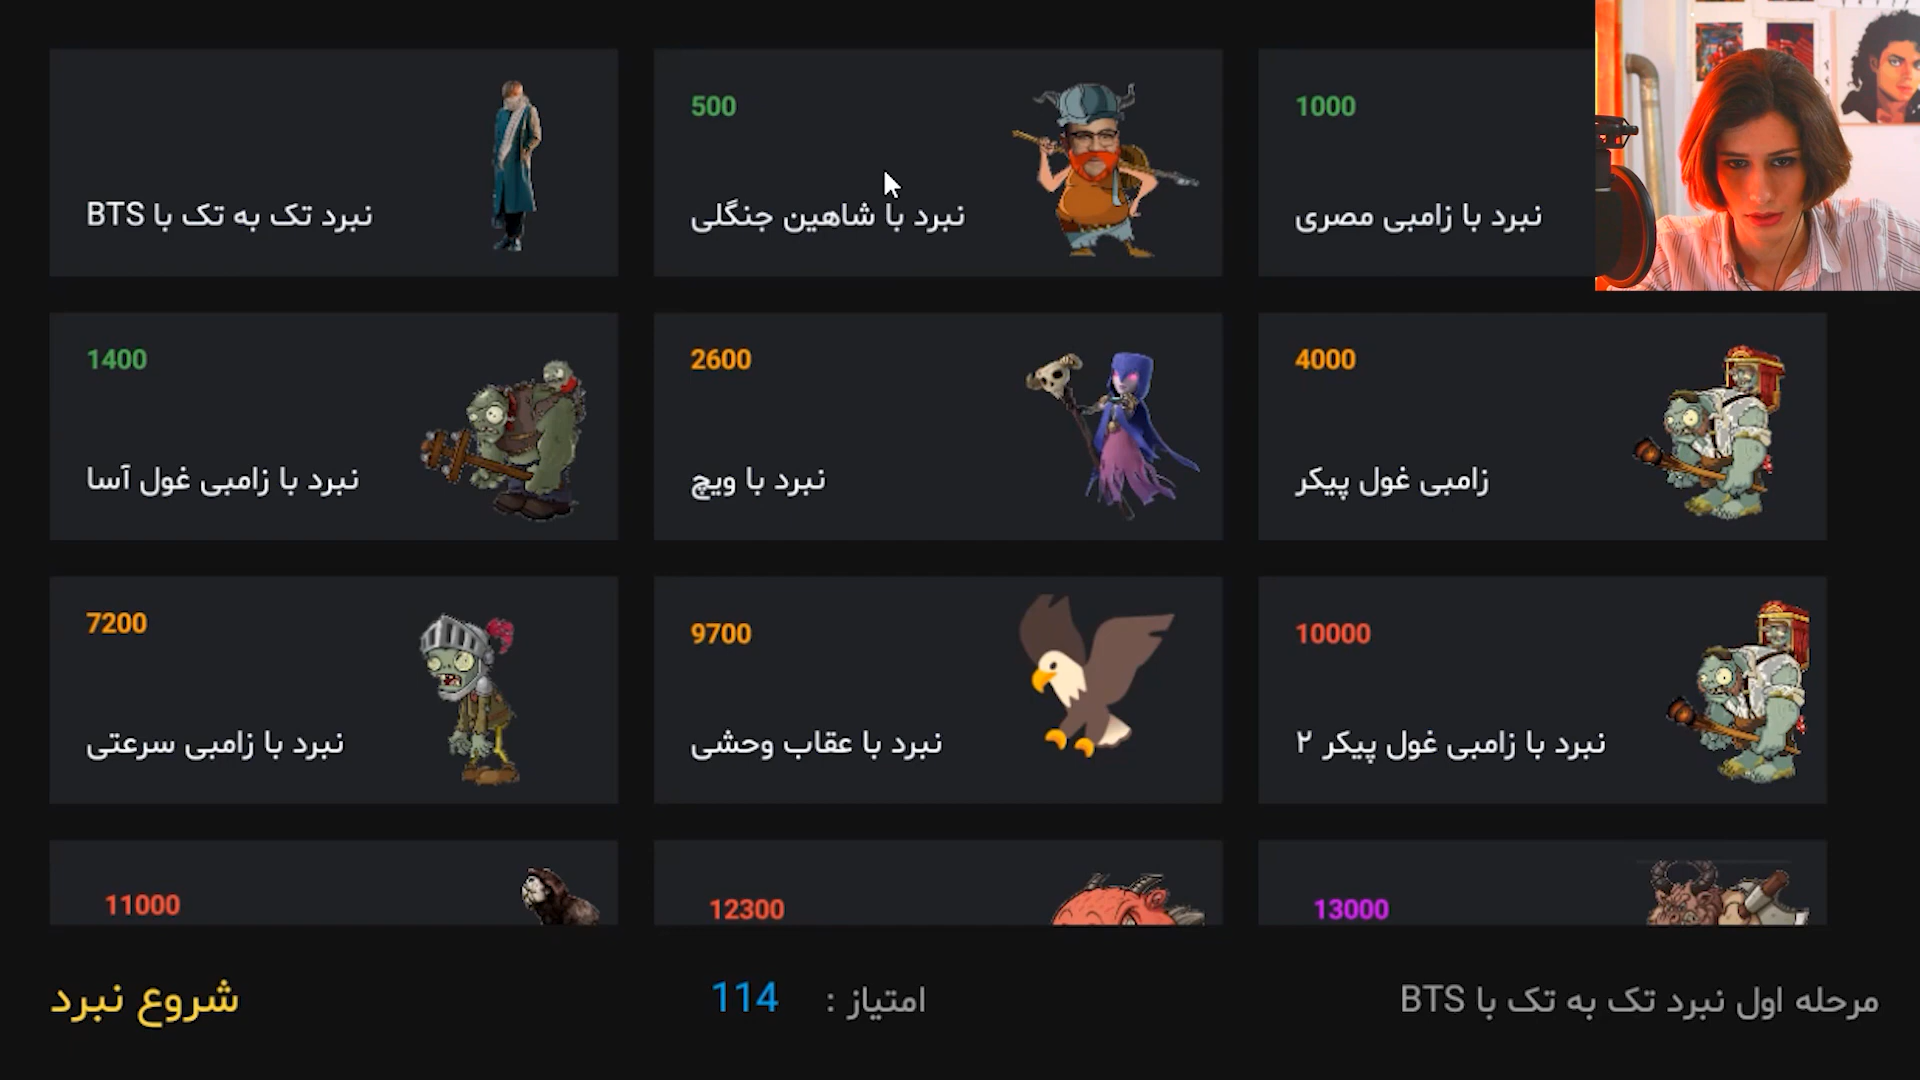 نبرد تک به تک با BTS
500
نبرد با شاهین جنگلی
1000
نبرد با زامبی مصری
1400
نبرد با زامبی غول آسا
2600
نبرد با ویچ
4000
زامبی غول پیکر
7200
نبرد با زامبی سرعتی
9700
نبرد با عقاب وحشی
10000
نبرد با زامبی غول پیکر ۲
11000
12300
13000
شروع نبرد
امتیاز : 114
مرحله اول نبرد تک به تک با BTS